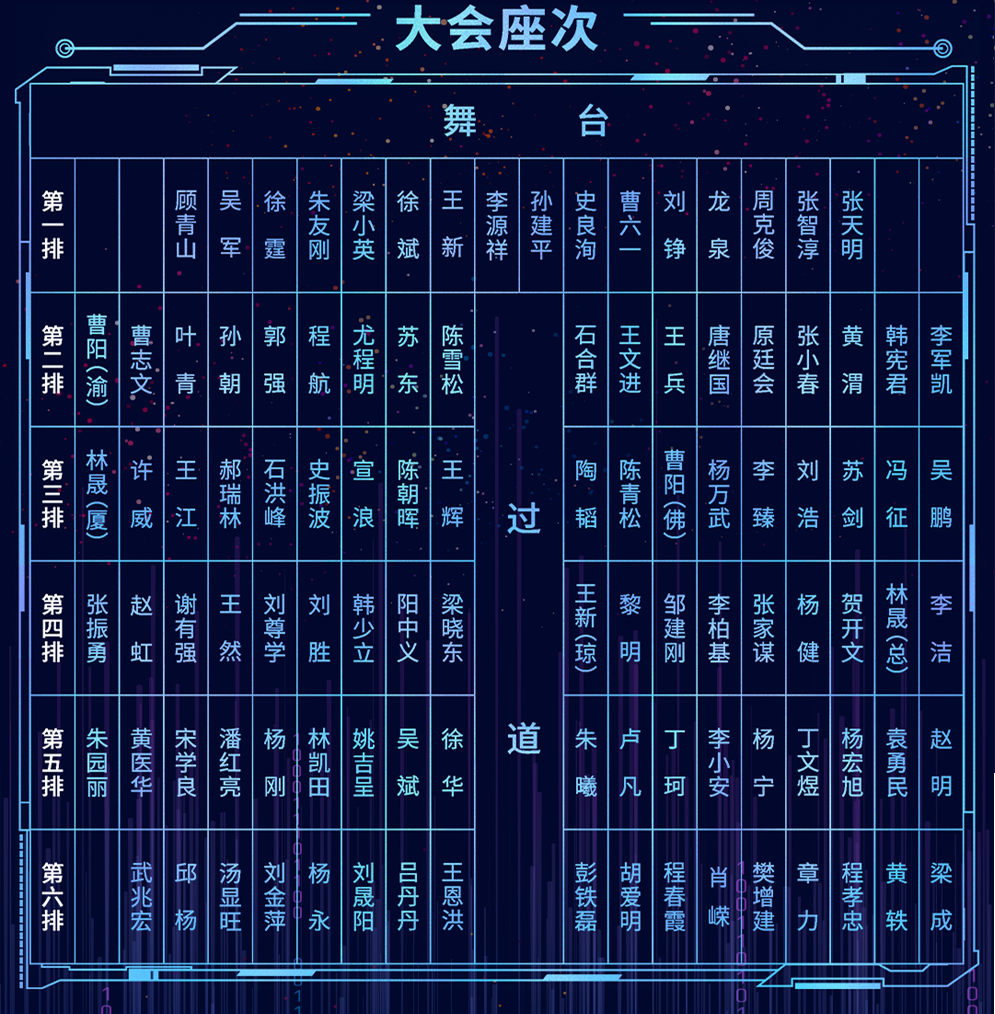 大会座次
舞 台
第一排 顾青山 吴军 徐霆 朱友刚 梁小英 徐斌 王新 李源祥 孙建平 史良洵 曹六一 刘铮 龙泉 周克俊 张智淳 张天明
第二排 曹阳(渝) 曹志文 叶青 孙朝 郭强 程航 尤程明 苏东 陈雪松 石合群 王文进 王兵 唐继国 原廷会 张小春 黄渭 韩宪君 李军凯
第三排 林晟(厦) 许威 王江 郝瑞林 石洪峰 史振波 宣浪 陈朝晖 王辉 陶韬 陈青松 曹阳(佛) 杨万武 李臻 刘浩 苏剑 冯征 吴鹏
第四排 张振勇 赵虹 谢有强 王然 刘尊学 刘胜 韩少立 阳中义 梁晓东 王新(琼) 黎明 邹建刚 李柏基 张家谋 杨健 贺开文 林晟(总) 李洁
第五排 朱园丽 黄医华 宋学良 潘红亮 杨刚 林凯田 姚吉呈 吴斌 徐华 朱曦 卢凡 丁珂 李小安 杨宁 丁文煜 杨宏旭 袁勇民 赵明
第六排 武兆宏 邱杨 汤显旺 刘金萍 杨永 刘晟阳 吕丹丹 王恩洪 彭铁磊 胡爱明 程春霞 肖嵘 樊增建 章力 程孝忠 黄轶 梁成
过道